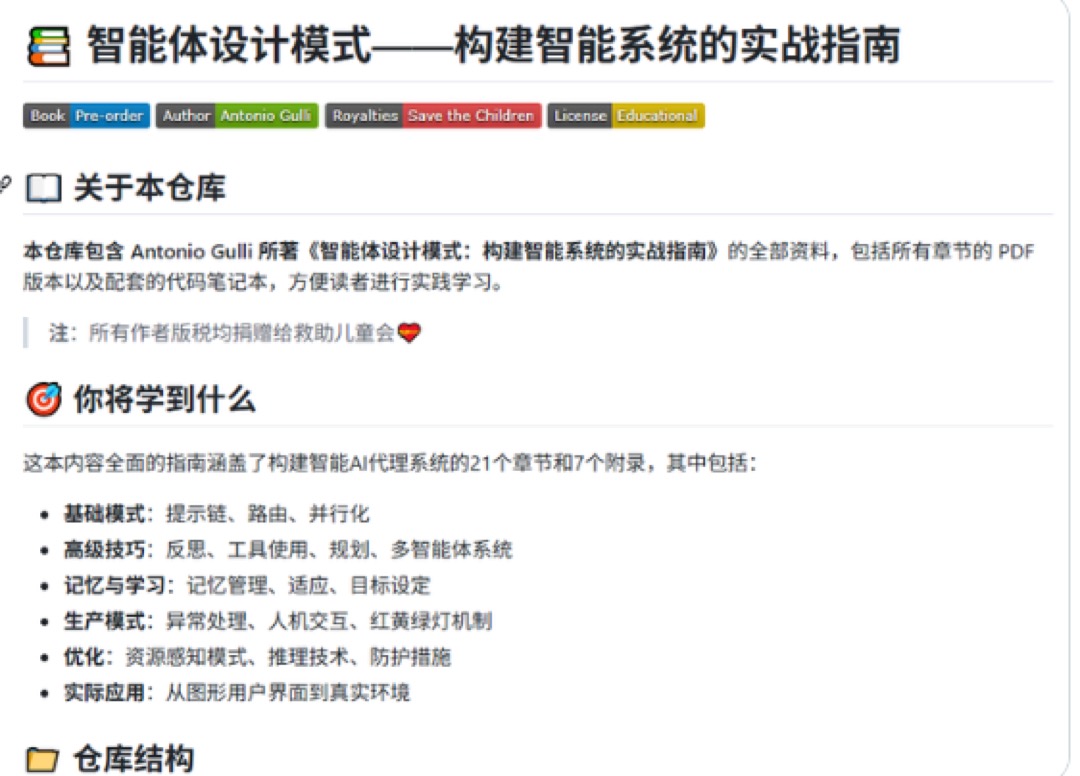 智能体设计模式——构建智能系统的实战指南
Book Pre-order Author Antonio Gulli Royalties Save the Children License Educational
关于本仓库
本仓库包含 Antonio Gulli 所著《智能体设计模式：构建智能系统的实战指南》的全部资料，包括所有章节的 PDF
版本以及配套的代码笔记本，方便读者进行实践学习。
注：所有作者版税均捐赠给救助儿童会
你将学到什么
这本内容全面的指南涵盖了构建智能AI代理系统的21个章节和7个附录，其中包括：
• 基础模式：提示链、路由、并行化
• 高级技巧：反思、工具使用、规划、多智能体系统
• 记忆与学习：记忆管理、适应、目标设定
• 生产模式：异常处理、人机交互、红黄绿灯机制
• 优化：资源感知模式、推理技术、防护措施
• 实际应用：从图形用户界面到真实环境
仓库结构